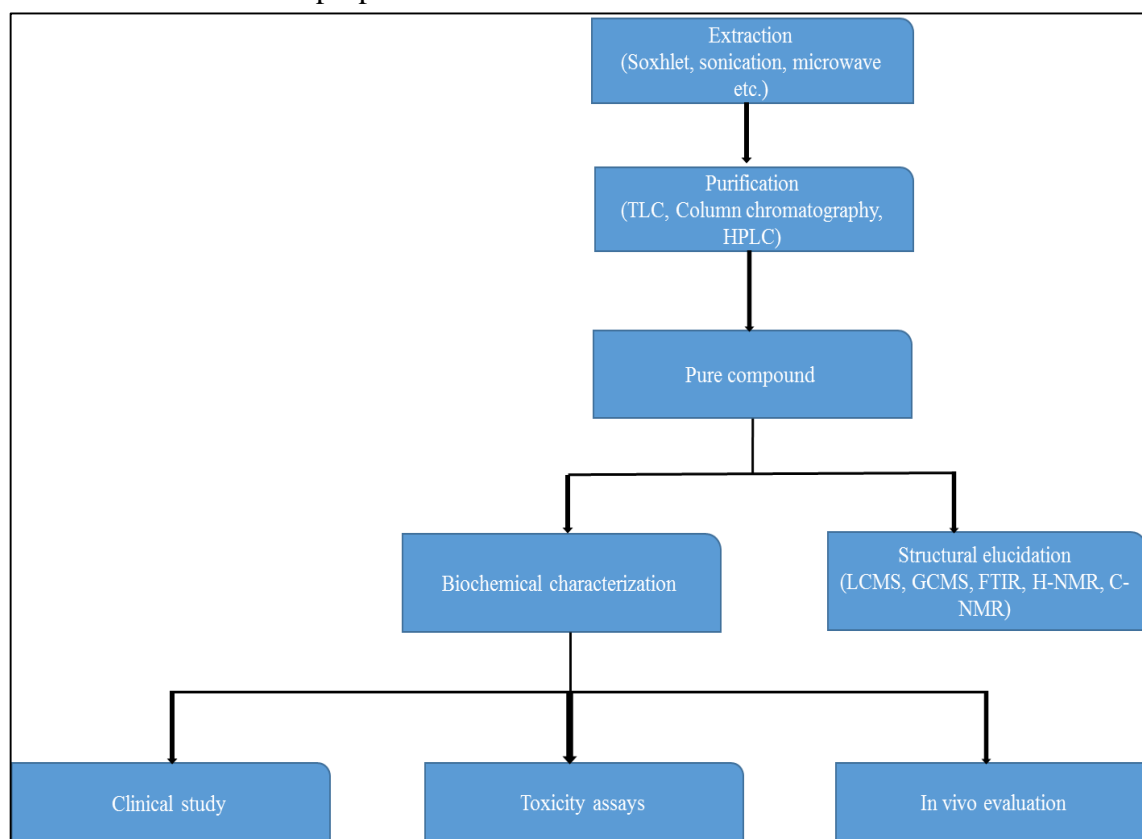 Extraction
(Soxhlet, sonication, microwave
etc.)
Purification
(TLC, Column chromatography,
HPLC)
Pure compound
Biochemical characterization
Structural elucidation
(LCMS, GCMS, FTIR, H-NMR, C-
NMR)
Clinical study
Toxicity assays
In vivo evaluation